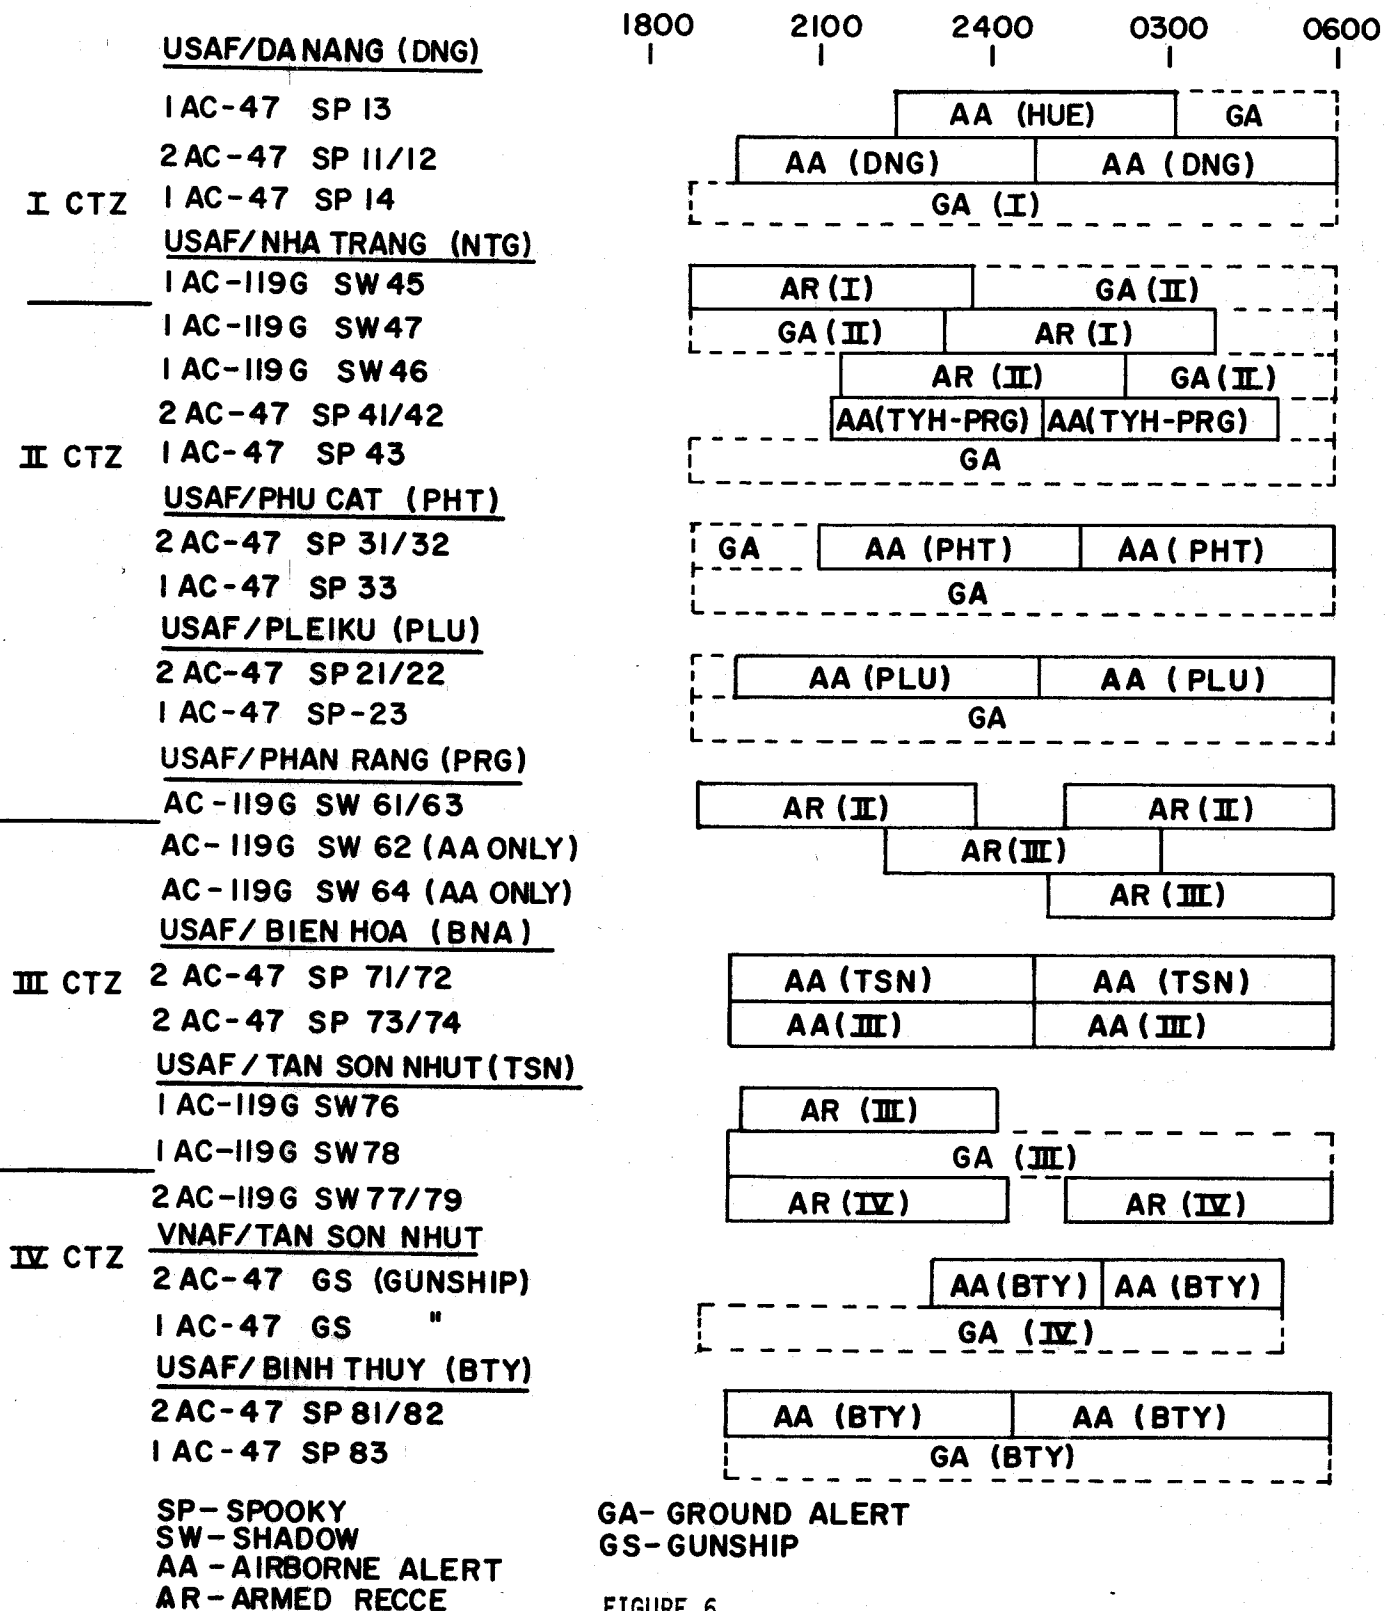 1800 2100 2400 0300 0600
USAF/DA NANG (DNG)
1 AC-47 SP 13 AA (HUE) GA
2 AC-47 SP 11/12 AA (DNG) AA (DNG)
I CTZ 1 AC-47 SP 14 GA (I)
USAF/NHA TRANG (NTG)
1 AC-119G SW 45 AR (I) GA (II)
1 AC-119G SW47 GA (II) AR (I)
1 AC-119G SW46 AR (II) GA (II)
2 AC-47 SP 41/42 AA(TYH-PRG) AA(TYH-PRG)
II CTZ 1 AC-47 SP 43 GA
USAF/PHU CAT (PHT)
2 AC-47 SP 31/32 GA AA (PHT) AA (PHT)
1 AC-47 SP 33 GA
USAF/PLEIKU (PLU)
2 AC-47 SP 21/22 AA (PLU) AA (PLU)
1 AC-47 SP-23 GA
USAF/PHAN RANG (PRG)
AC-119G SW 61/63 AR (II) AR (II)
AC-119G SW 62 (AA ONLY) AR (III)
AC-119G SW 64 (AA ONLY) AR (III)
USAF/BIEN HOA (BNA)
III CTZ 2 AC-47 SP 71/72 AA (TSN) AA (TSN)
2 AC-47 SP 73/74 AA (III) AA (III)
USAF/TAN SON NHUT (TSN)
1 AC-119G SW76 AR (III)
1 AC-119G SW78 GA (III)
2 AC-119G SW 77/79 AR (IV) AR (IV)
VNAF/TAN SON NHUT
IV CTZ 2 AC-47 GS (GUNSHIP) AA (BTY) AA (BTY)
1 AC-47 GS " GA (IV)
USAF/BINH THUY (BTY)
2 AC-47 SP 81/82 AA (BTY) AA (BTY)
1 AC-47 SP 83 GA (BTY)
SP-SPOOKY GA-GROUND ALERT
SW-SHADOW GS-GUNSHIP
AA-AIRBORNE ALERT
AR-ARMED RECCE FIGURE 6